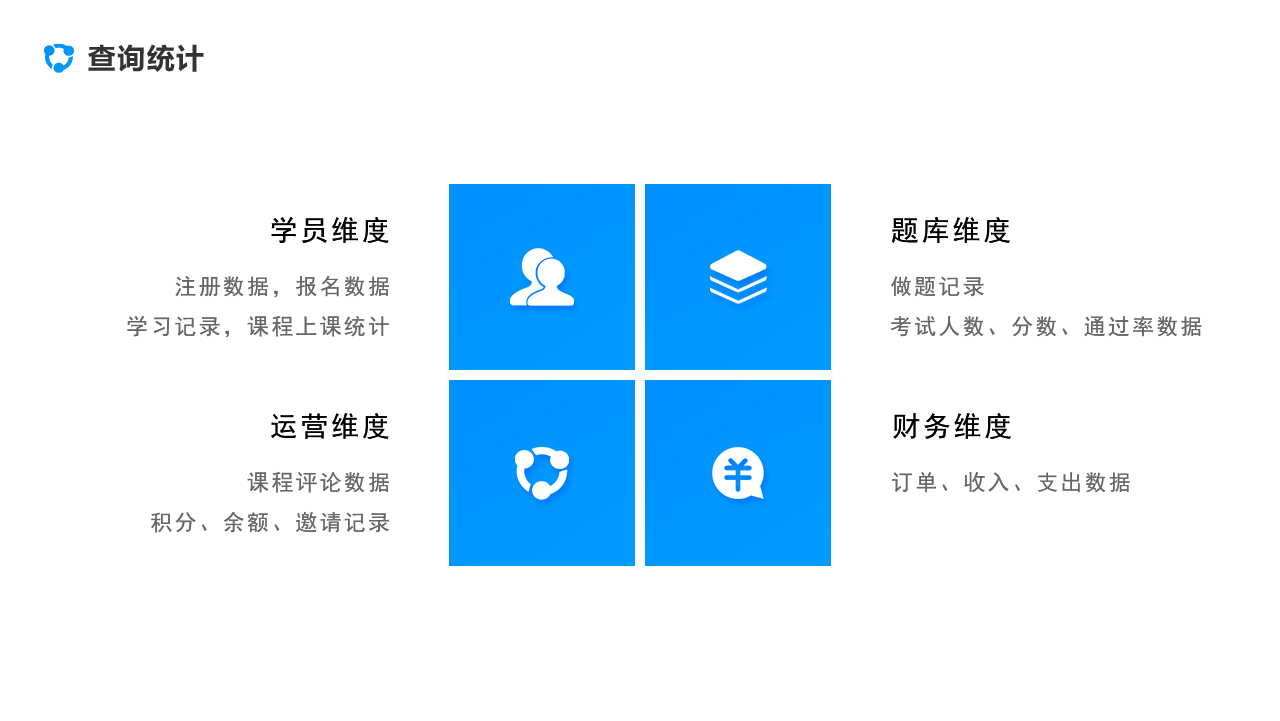 查询统计
学员维度
注册数据，报名数据
学习记录，课程上课统计
题库维度
做题记录
考试人数、分数、通过率数据
运营维度
课程评论数据
积分、余额、邀请记录
财务维度
订单、收入、支出数据